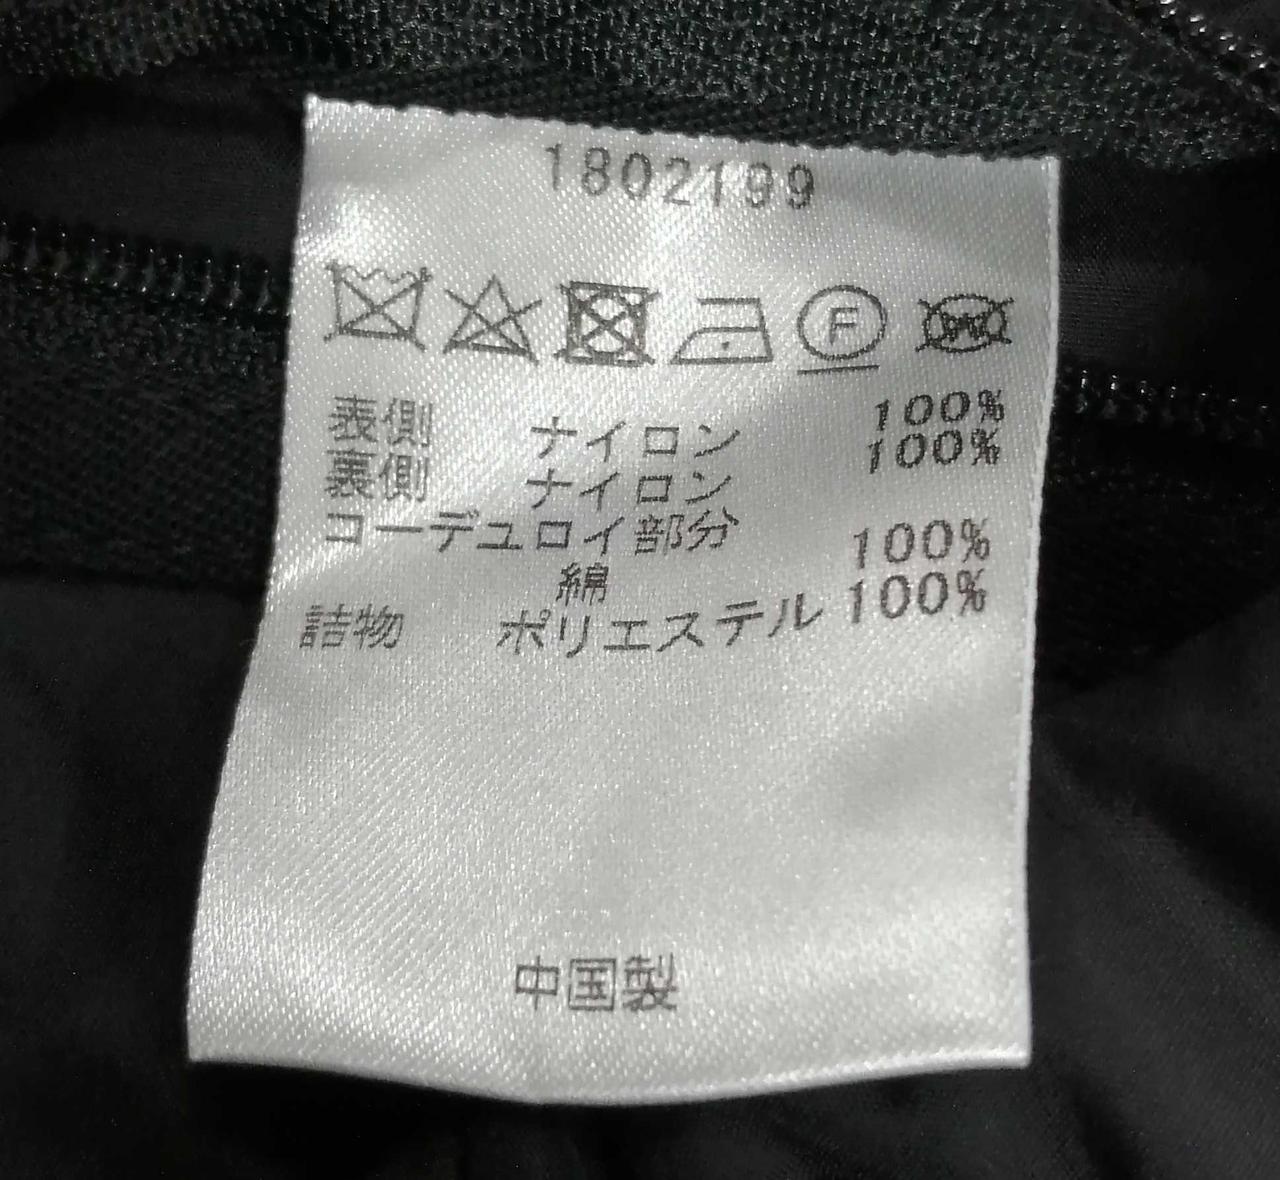 1802199
F
W
表側 ナイロン 100%
裏側 ナイロン 100%
コーデュロイ部分
綿 100%
詰物 ポリエステル 100%
中国製